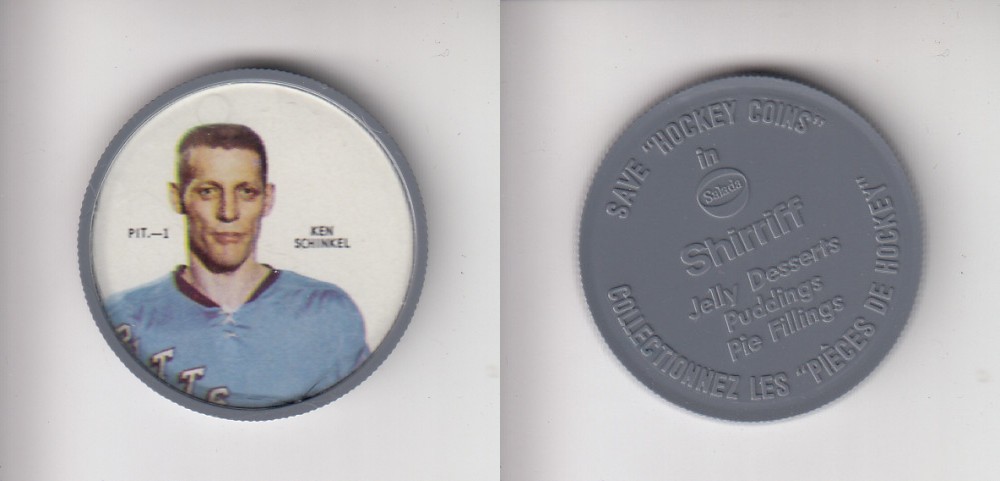 PIT.—1
KEN
SCHINKEL
PITTS
SAVE "HOCKEY COINS"
in
Salada
Shirriff
Jelly Desserts
Puddings
Pie Fillings
COLLECTIONNEZ LES "PIÈCES DE HOCKEY"